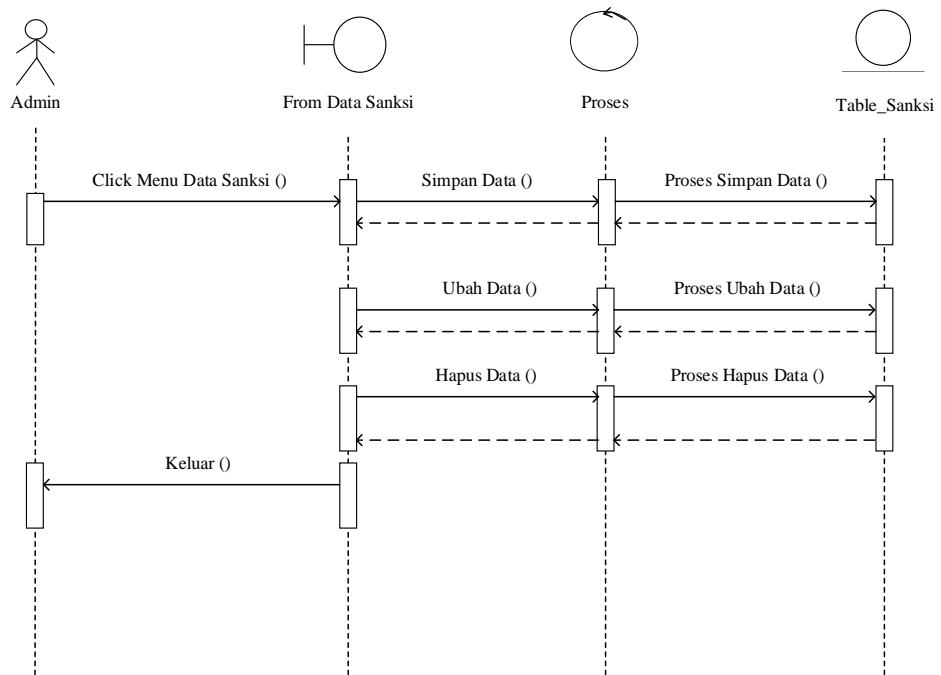 Admin
From Data Sanksi
Proses
Table_Sanksi
Click Menu Data Sanksi ()
Simpan Data ()
Proses Simpan Data ()
Ubah Data ()
Proses Ubah Data ()
Hapus Data ()
Proses Hapus Data ()
Keluar ()